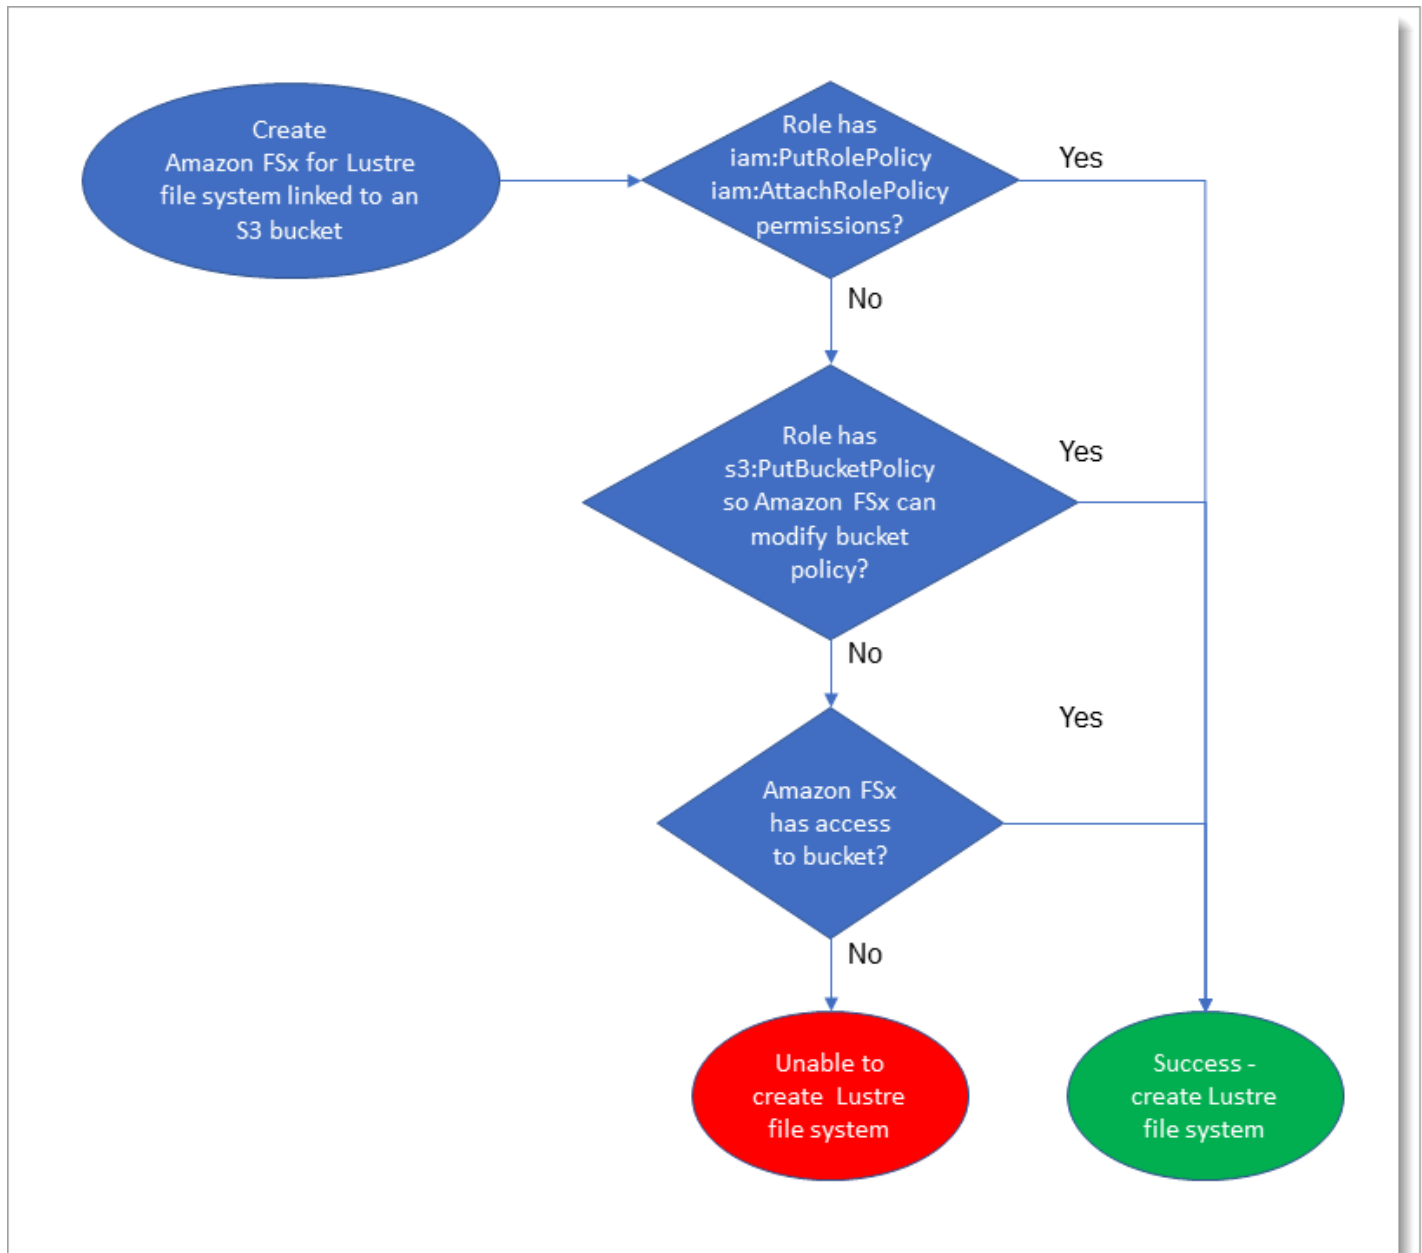 Create
Amazon FSx for Lustre
file system linked to an
S3 bucket
Role has
iam:PutRolePolicy
iam:AttachRolePolicy
permissions?
Yes
No
Role has
s3:PutBucketPolicy
so Amazon FSx can
modify bucket
policy?
Yes
No
Amazon FSx
has access
to bucket?
Yes
No
Unable to
create Lustre
file system
Success -
create Lustre
file system